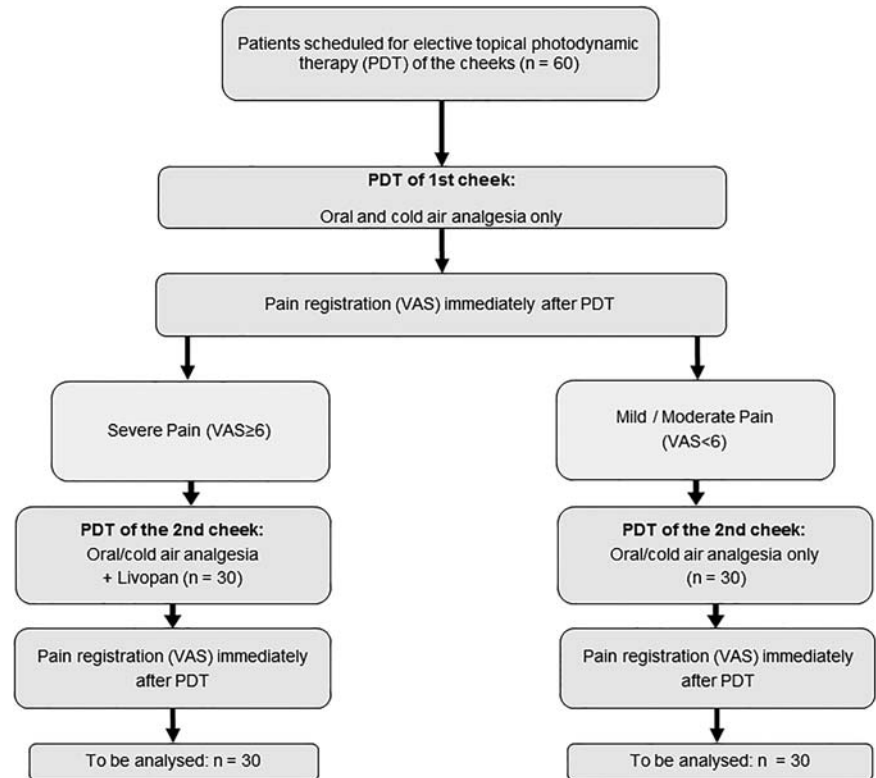 Patients scheduled for elective topical photodynamic
therapy (PDT) of the cheeks (n = 60)
PDT of 1st cheek:
Oral and cold air analgesia only
Pain registration (VAS) immediately after PDT
Severe Pain (VAS≥6)
PDT of the 2nd cheek:
Oral/cold air analgesia
+ Livopan (n = 30)
Pain registration (VAS) immediately
after PDT
To be analysed: n = 30
Mild / Moderate Pain
(VAS<6)
PDT of the 2nd cheek:
Oral/cold air analgesia only
(n = 30)
Pain registration (VAS) immediately
after PDT
To be analysed: n = 30